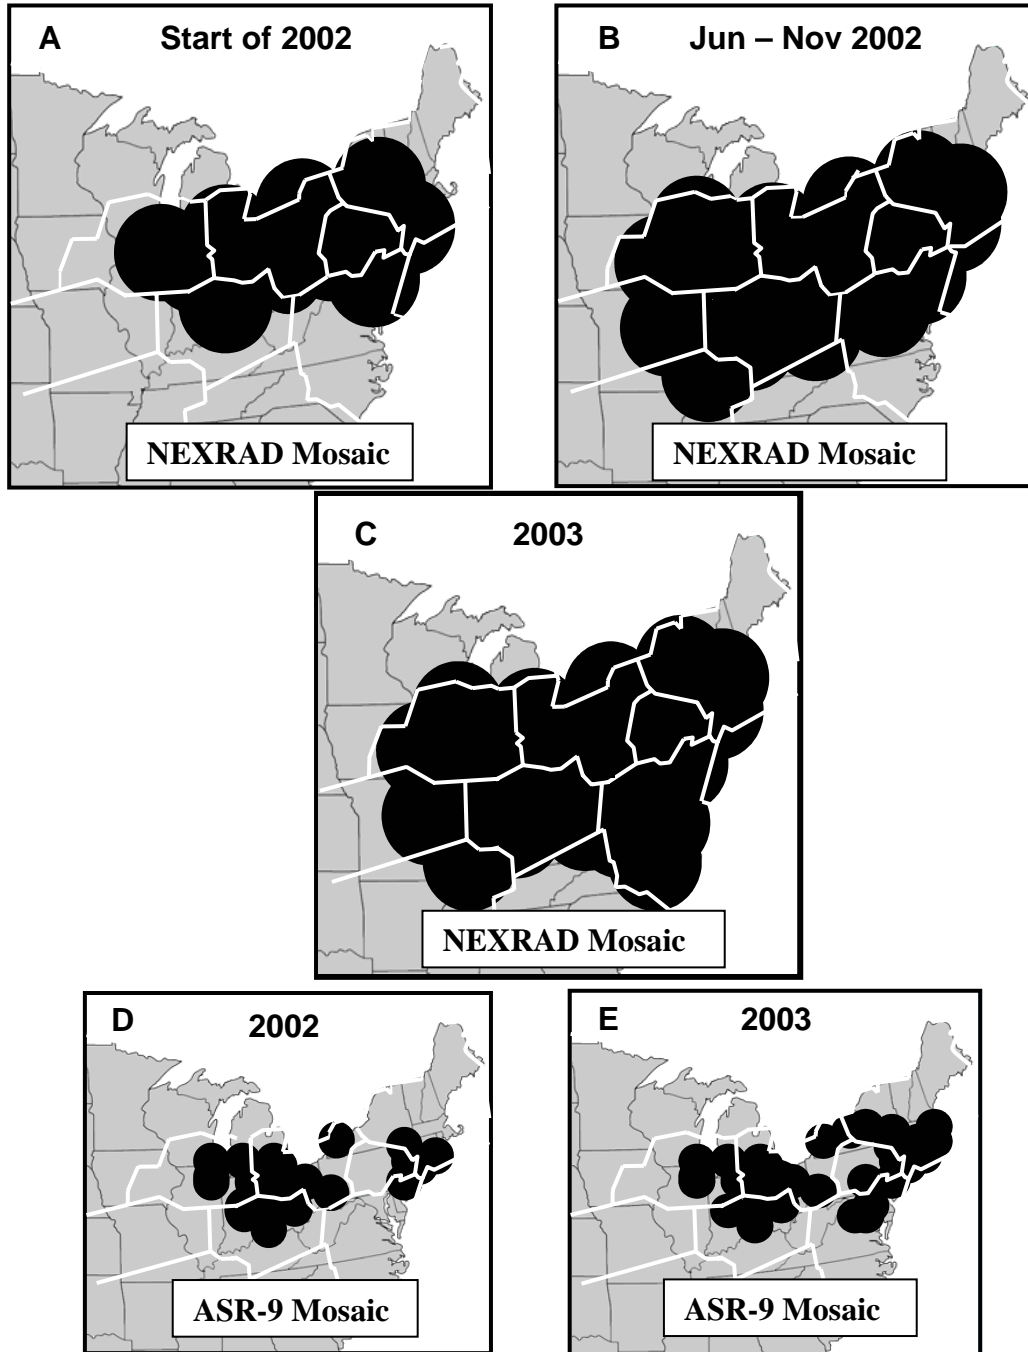 A Start of 2002
B Jun – Nov 2002
NEXRAD Mosaic
NEXRAD Mosaic
C 2003
NEXRAD Mosaic
D 2002
E 2003
ASR-9 Mosaic
ASR-9 Mosaic